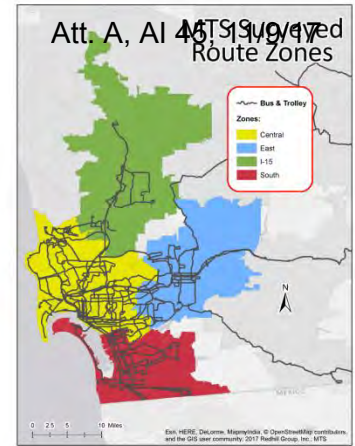 Att. A, AI 45, 11/9/17
MTS Surveyed
Route Zones
Bus & Trolley
Zones:
Central
East
I-15
South
N
0 2.5 5 10 Miles
Esri, HERE, DeLorme, MapmyIndia, © OpenStreetMap contributors,
and the GIS user community; 2017 Redhill Group, Inc.; MTS